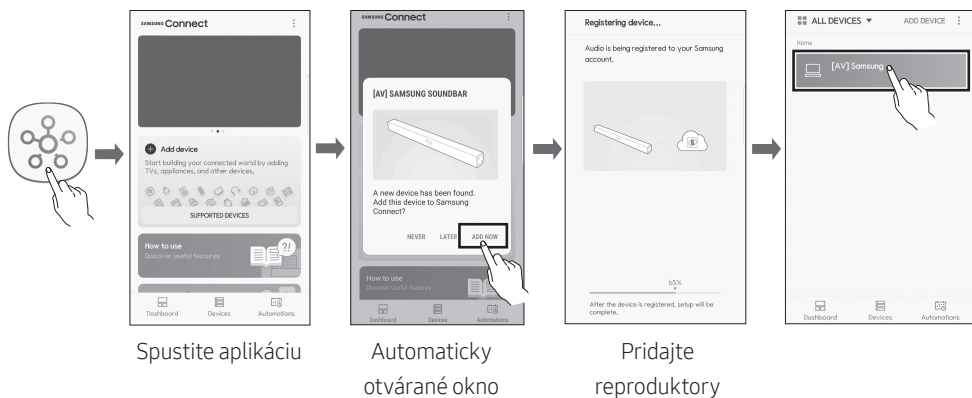 SAMSUNG Connect
Add device
Start building your connected world by adding
TVs, appliances, and other devices.
SUPPORTED DEVICES
How to use
Discover useful features
?!
Dashboard Devices Automations
Spustite aplikáciu
SAMSUNG Connect
[AV] SAMSUNG SOUNDBAR
A new device has been found.
Add this device to Samsung
Connect?
NEVER LATER ADD NOW
How to use
Discover useful features
Dashboard Devices Automations
Automaticky
otvárané okno
Registering device...
Audio is being registered to your Samsung
account.
65%
After the device is registered, setup will be
complete.
Pridajte
reproduktory
ALL DEVICES ▼ ADD DEVICE
Home
[AV] Samsung
Dashboard Devices Automations